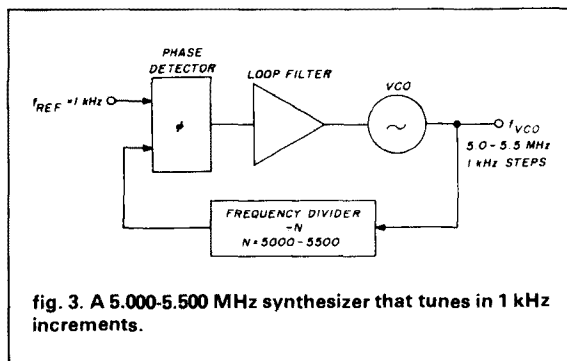 PHASE
DETECTOR
LOOP FILTER
VCO
fREF = 1 kHz
ϕ
~
fVCO
5.0-5.5 MHz
1 kHz STEPS
FREQUENCY DIVIDER
-N
N = 5000-5500
fig. 3. A 5.000-5.500 MHz synthesizer that tunes in 1 kHz
increments.